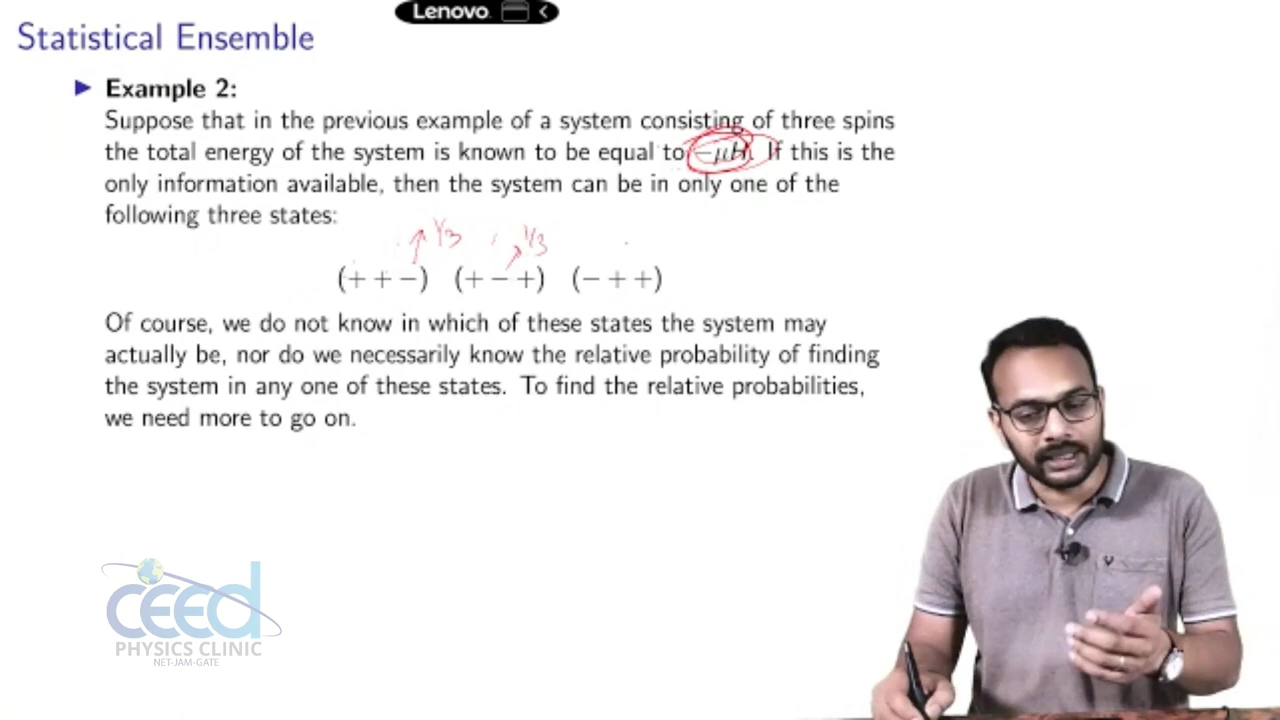 Lenovo
Statistical Ensemble
▶ Example 2:
Suppose that in the previous example of a system consisting of three spins
the total energy of the system is known to be equal to −μH. If this is the
only information available, then the system can be in only one of the
following three states:
1/3 1/3
(+ + −) (+ − +) (− + +)
Of course, we do not know in which of these states the system may
actually be, nor do we necessarily know the relative probability of finding
the system in any one of these states. To find the relative probabilities,
we need more to go on.
ceed
PHYSICS CLINIC
NET-JAM-GATE